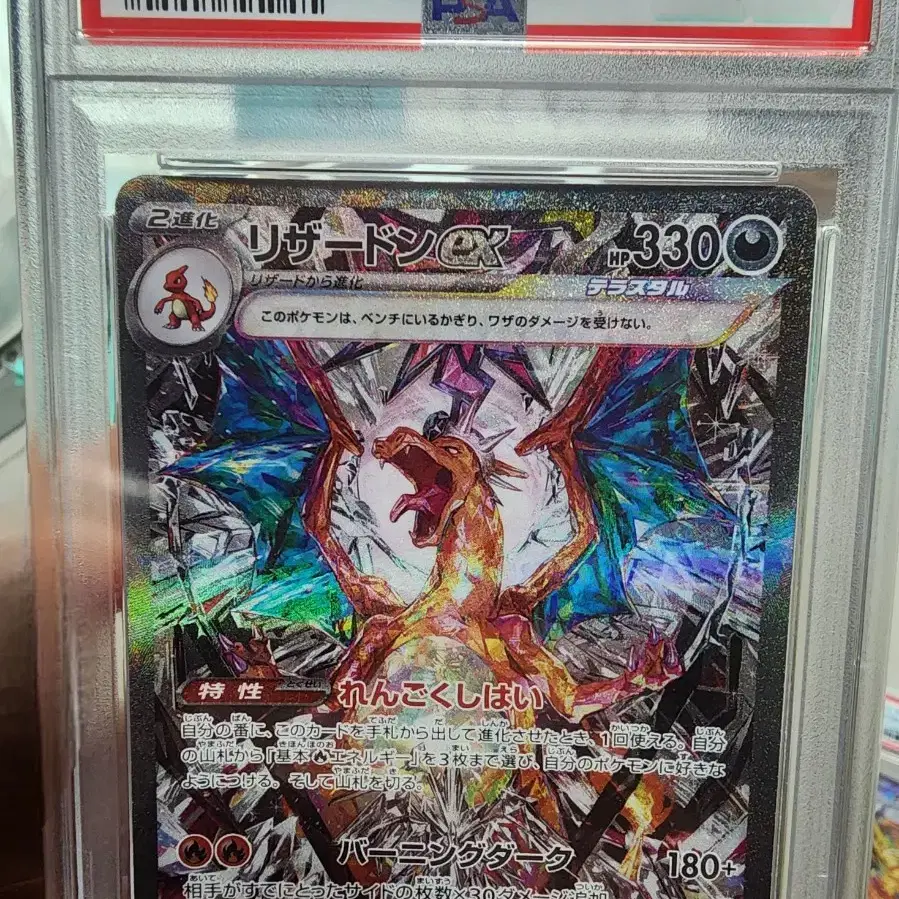 PSA
2進化
リザードンex
HP330
リザードから進化
テラスタル
このポケモンは、ベンチにいるかぎり、ワザのダメージを受けない。
特性 とくせい れんごくしはい
自分の番に、このカードを手札から出して進化させたとき、1回使える。自分
の山札から「基本エネルギー」を3枚まで選び、自分のポケモンに好きな
ようにつける。そして山札を切る。
バーニングダーク 180+
相手がすでにとったサイドの枚数×30ダメージ追加